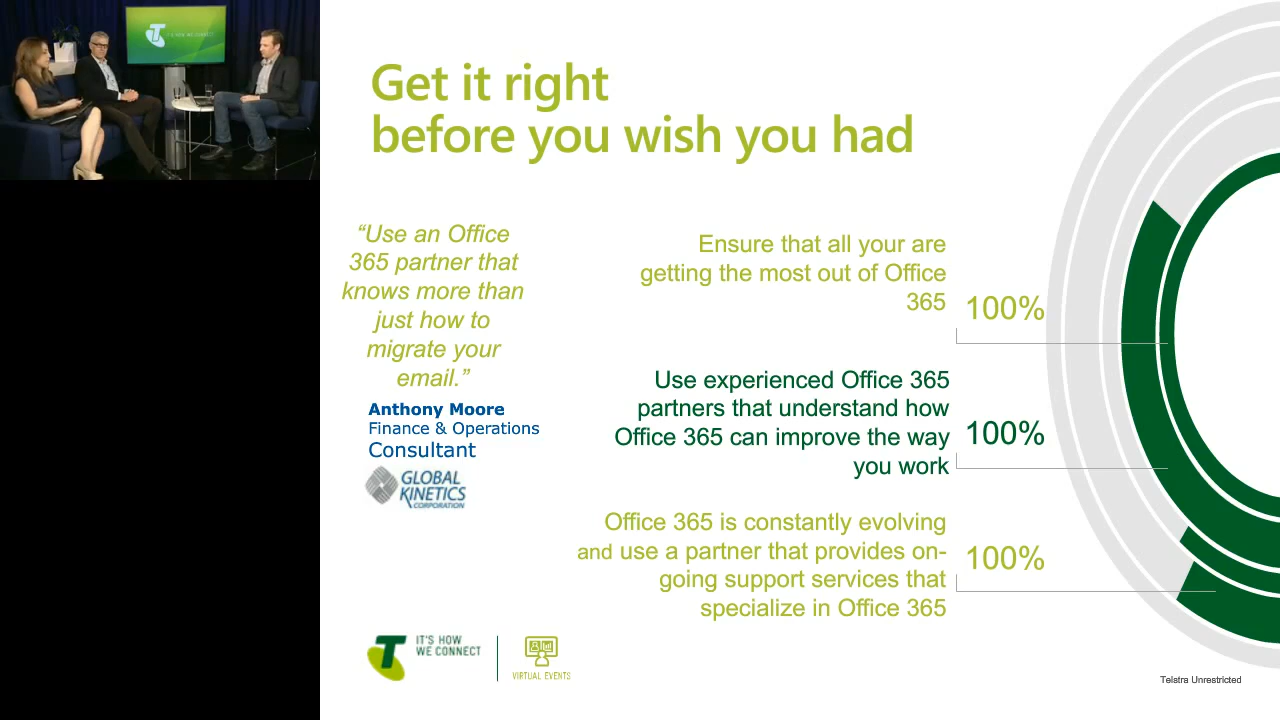 IT'S HOW WE CONNECT
Get it right
before you wish you had
“Use an Office
365 partner that
knows more than
just how to
migrate your
email.”
Anthony Moore
Finance & Operations
Consultant
GLOBAL
KINETICS
CORPORATION
Ensure that all your are
getting the most out of Office
365
100%
Use experienced Office 365
partners that understand how
Office 365 can improve the way
you work
100%
Office 365 is constantly evolving
and use a partner that provides on-
going support services that
specialize in Office 365
100%
IT'S HOW
WE CONNECT
VIRTUAL EVENTS
Telstra Unrestricted